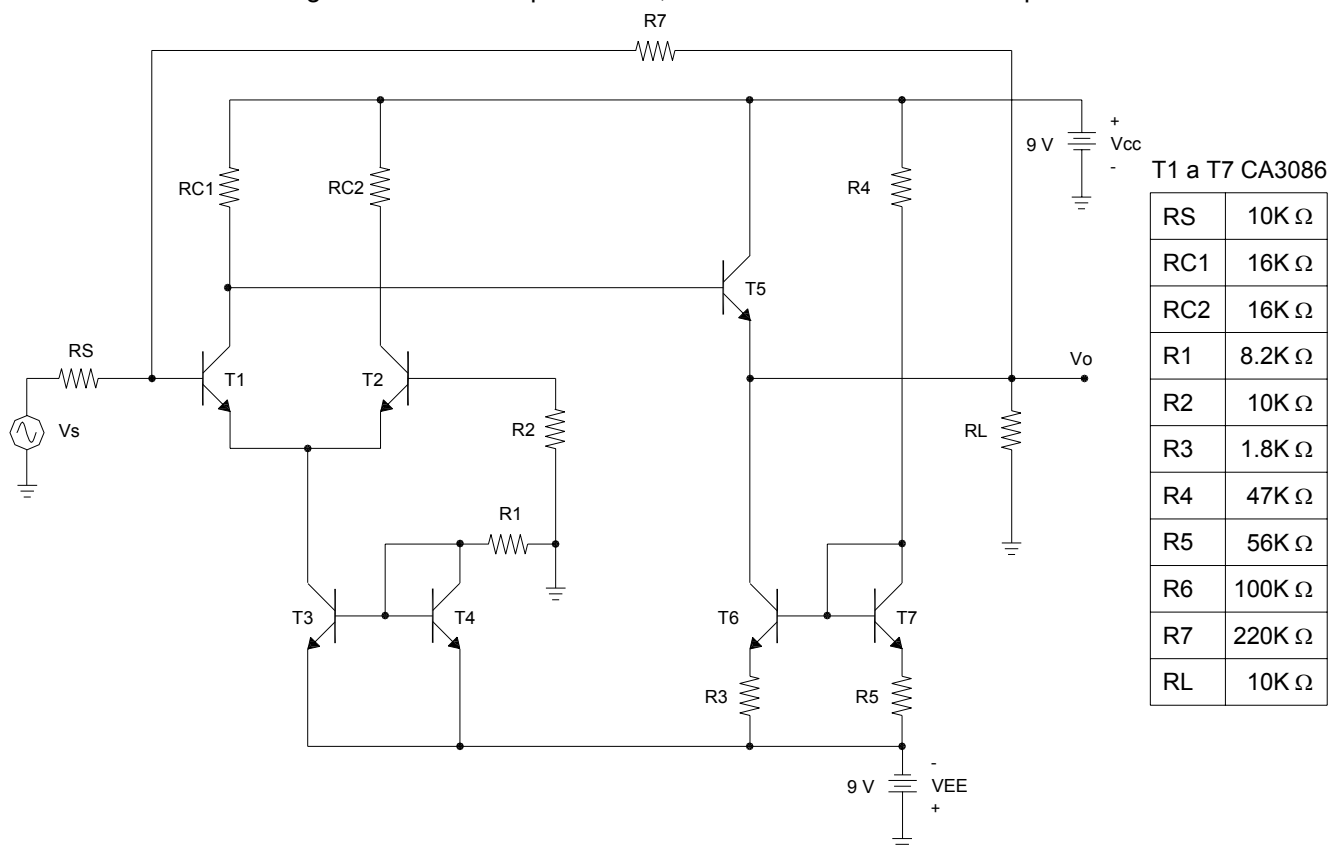 R7
+
9 V
Vcc
-
RC1
RC2
R4
T5
RS
T1
T2
Vo
Vs
R2
RL
R1
T3
T4
T6
T7
R3
R5
-
9 V
VEE
+
T1 a T7 CA3086
RS 10K Ω
RC1 16K Ω
RC2 16K Ω
R1 8.2K Ω
R2 10K Ω
R3 1.8K Ω
R4 47K Ω
R5 56K Ω
R6 100K Ω
R7 220K Ω
RL 10K Ω